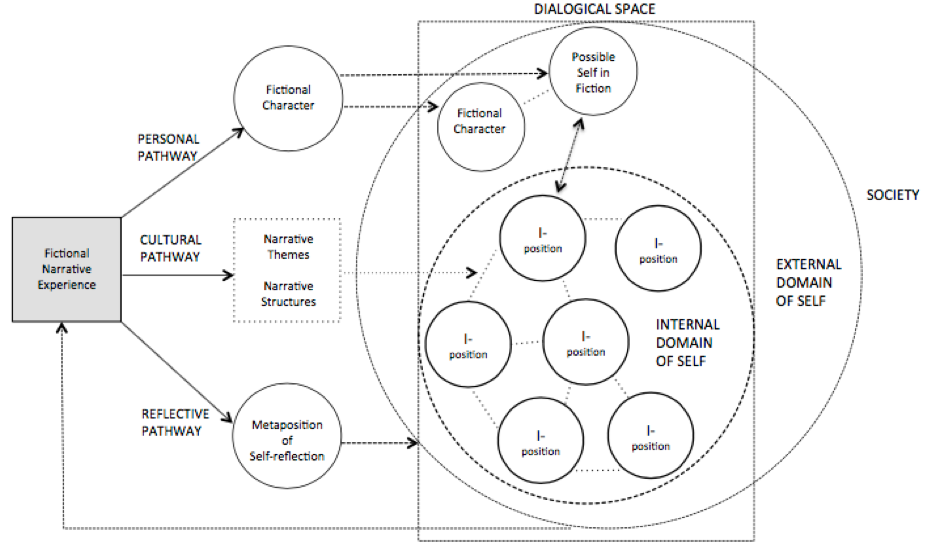 DIALOGICAL SPACE
Possible
Self in
Fiction
Fictional
Character
Fictional
Character
PERSONAL
PATHWAY
SOCIETY
I-
position
I-
position
CULTURAL
PATHWAY
Narrative
Themes
Narrative
Structures
Fictional
Narrative
Experience
EXTERNAL
DOMAIN
OF SELF
I-
position
I-
position
INTERNAL
DOMAIN
OF SELF
REFLECTIVE
PATHWAY
Metaposition
of
Self-reflection
I-
position
I-
position